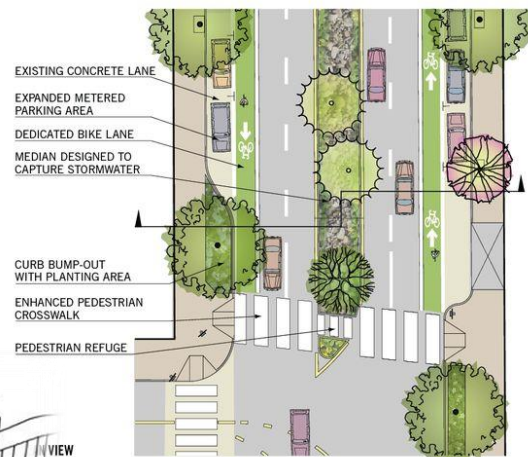 EXISTING CONCRETE LANE
EXPANDED METERED
PARKING AREA
DEDICATED BIKE LANE
MEDIAN DESIGNED TO
CAPTURE STORMWATER
CURB BUMP-OUT
WITH PLANTING AREA
ENHANCED PEDESTRIAN
CROSSWALK
PEDESTRIAN REFUGE
VIEW